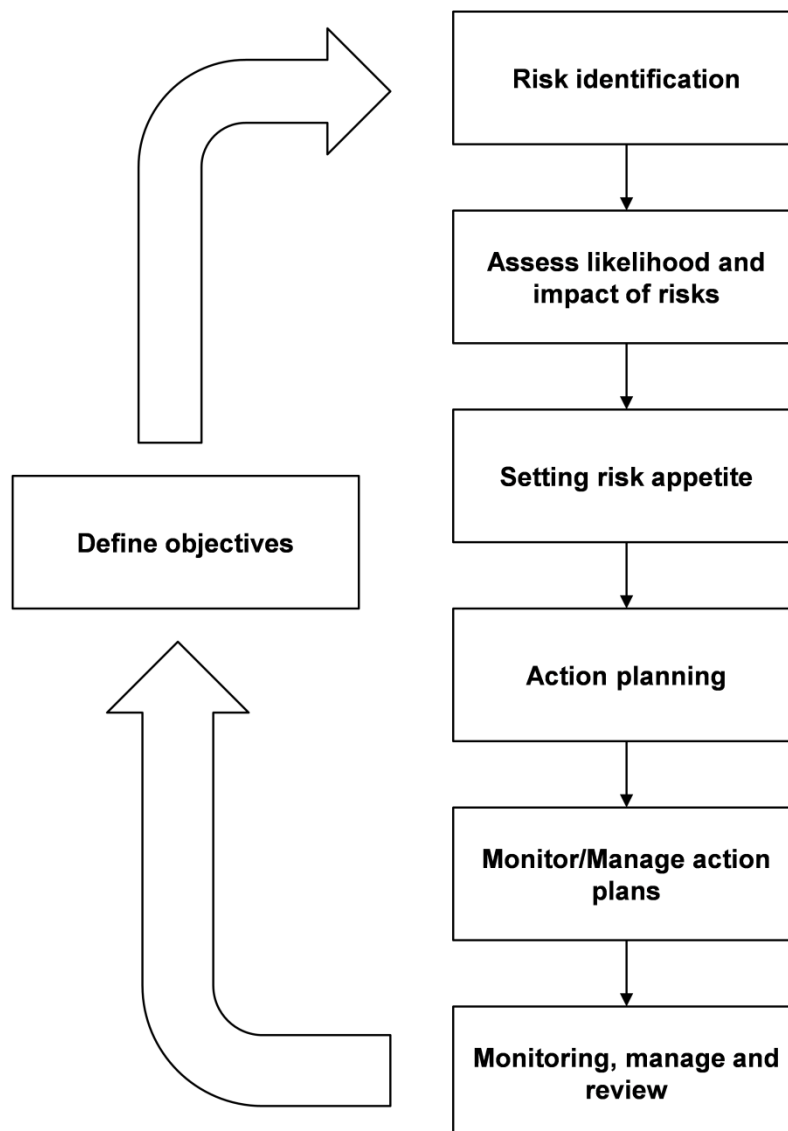 Risk identification
Assess likelihood and
impact of risks
Setting risk appetite
Define objectives
Action planning
Monitor/Manage action
plans
Monitoring, manage and
review